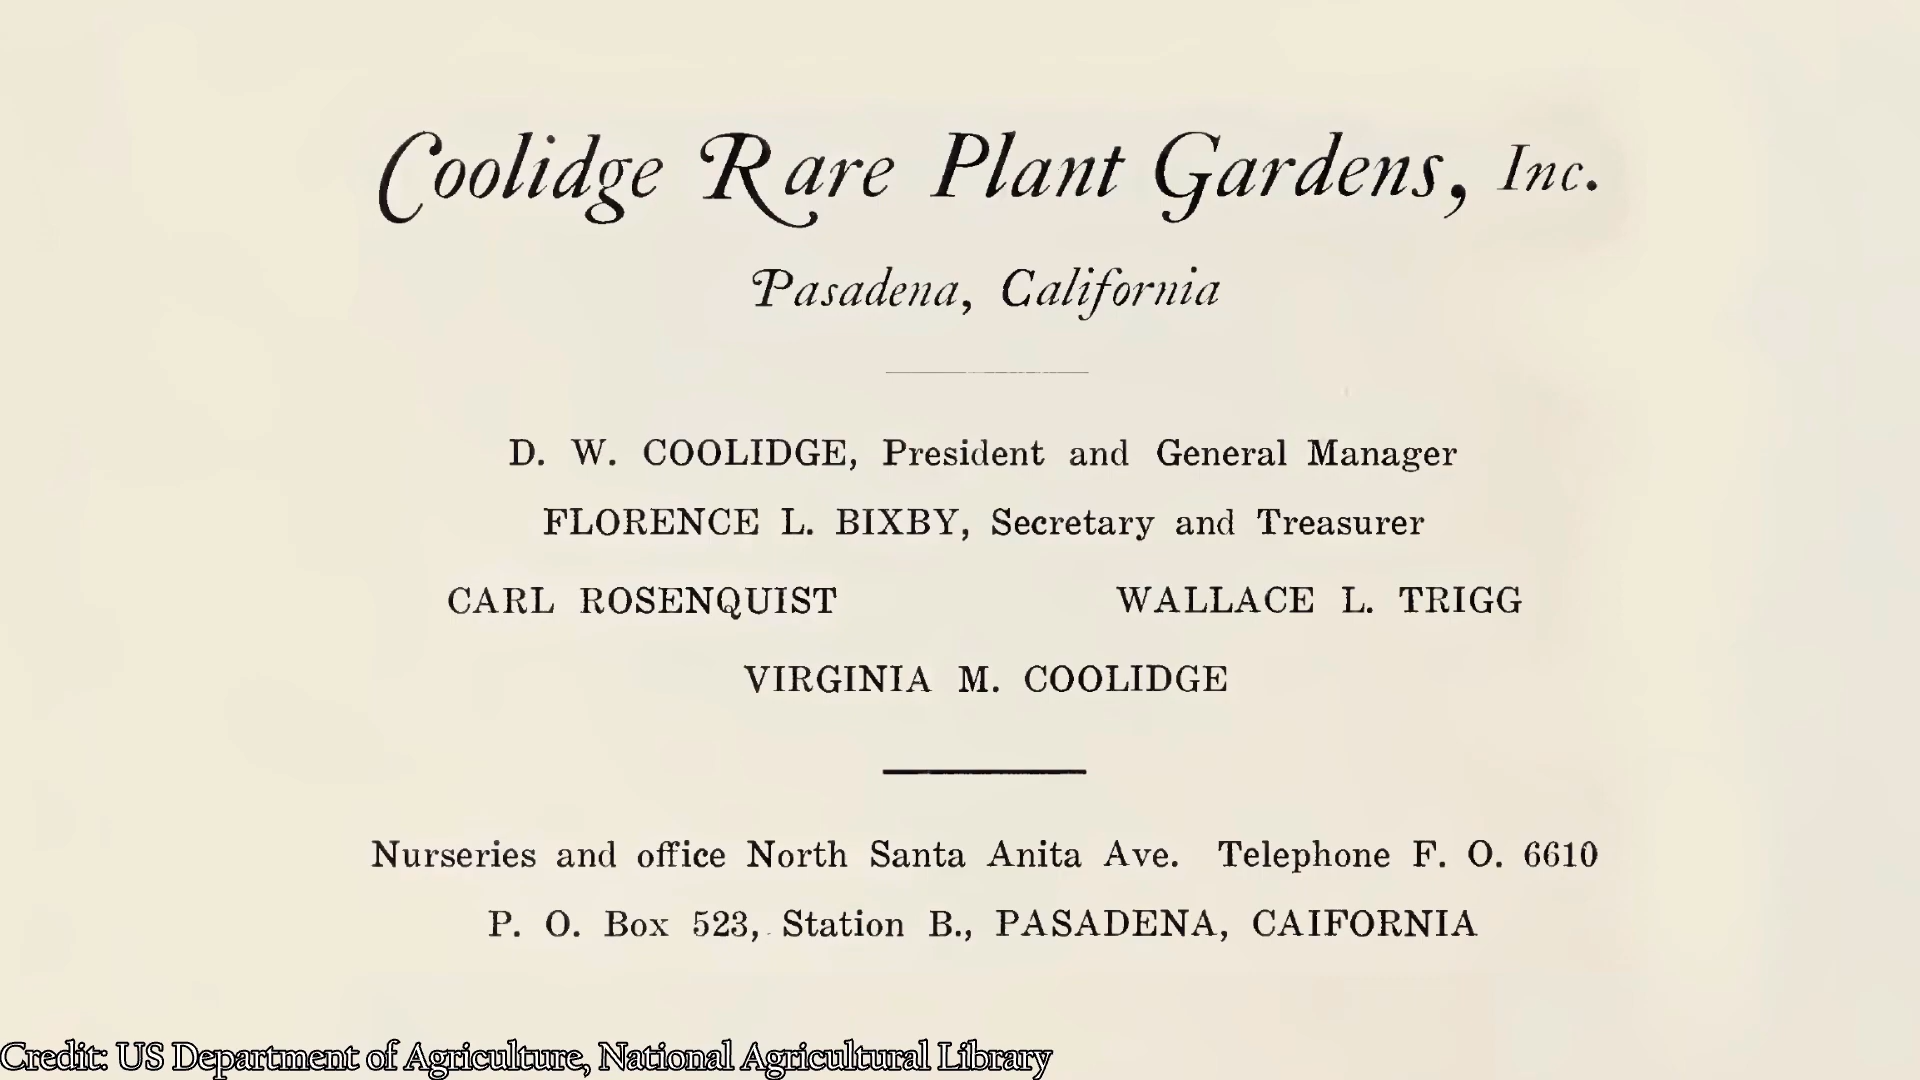 Coolidge Rare Plant Gardens, Inc.
Pasadena, California
D. W. COOLIDGE, President and General Manager
FLORENCE L. BIXBY, Secretary and Treasurer
CARL ROSENQUIST WALLACE L. TRIGG
VIRGINIA M. COOLIDGE
Nurseries and office North Santa Anita Ave. Telephone F. O. 6610
P. O. Box 523, Station B., PASADENA, CAIFORNIA
Credit: US Department of Agriculture, National Agricultural Library